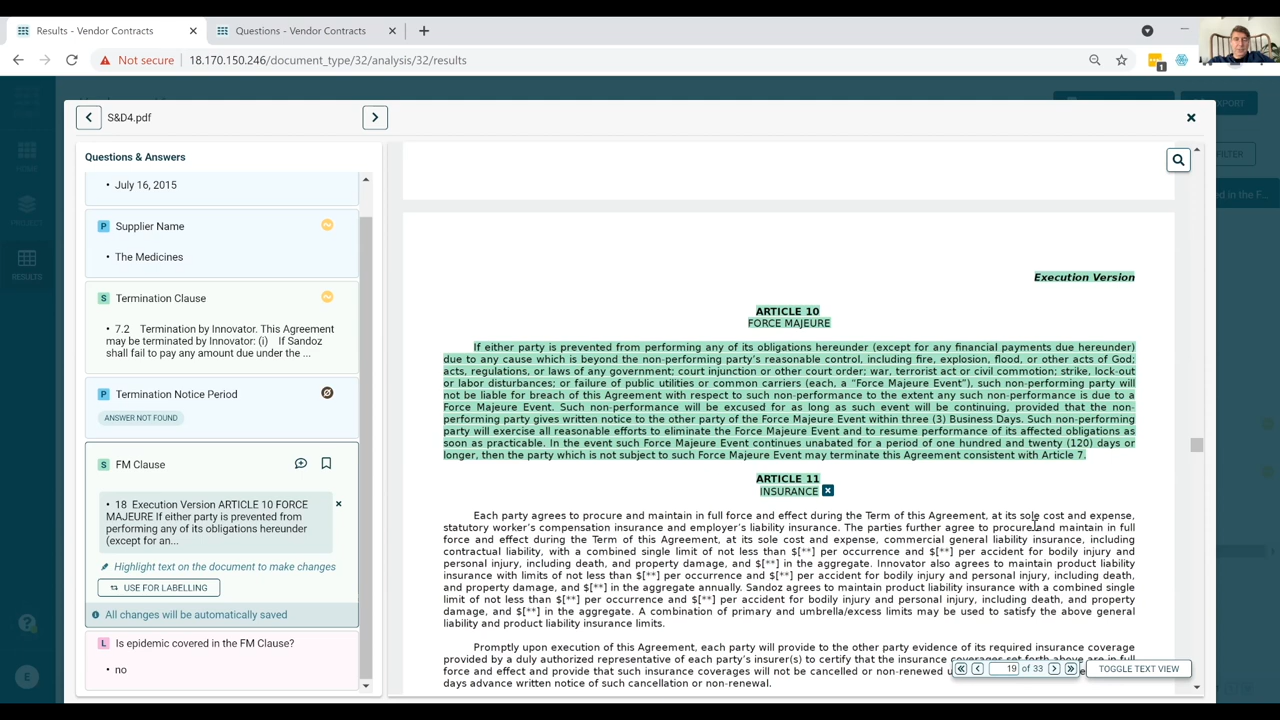 Results - Vendor Contracts
Questions - Vendor Contracts
Not secure
18.170.150.246/document_type/32/analysis/32/results
1
S&D4.pdf
Questions & Answers
• July 16, 2015
P Supplier Name
• The Medicines
S Termination Clause
• 7.2 Termination by Innovator. This Agreement
may be terminated by Innovator: (i) If Sandoz
shall fail to pay any amount due under the ...
P Termination Notice Period
ANSWER NOT FOUND
S FM Clause
• 18 Execution Version ARTICLE 10 FORCE
MAJEURE If either party is prevented from
performing any of its obligations hereunder
(except for an...
Highlight text on the document to make changes
USE FOR LABELLING
All changes will be automatically saved
L Is epidemic covered in the FM Clause?
• no
RESULTS
E
EXPORT
FILTER
ed in the F...
Execution Version
ARTICLE 10
FORCE MAJEURE
If either party is prevented from performing any of its obligations hereunder (except for any financial payments due hereunder)
due to any cause which is beyond the non-performing party's reasonable control, including fire, explosion, flood, or other acts of God;
acts, regulations, or laws of any government; court injunction or other court order; war, terrorist act or civil commotion; strike, lock-out
or labor disturbances; or failure of public utilities or common carriers (each, a “Force Majeure Event”), such non-performing party will
not be liable for breach of this Agreement with respect to such non-performance to the extent any such non-performance is due to a
Force Majeure Event. Such non-performance will be excused for as long as such event will be continuing, provided that the non-
performing party gives written notice to the other party of the Force Majeure Event within three (3) Business Days. Such non-performing
party will exercise all reasonable efforts to eliminate the Force Majeure Event and to resume performance of its affected obligations as
soon as practicable. In the event such Force Majeure Event continues unabated for a period of one hundred and twenty (120) days or
longer, then the party which is not subject to such Force Majeure Event may terminate this Agreement consistent with Article 7.
ARTICLE 11
INSURANCE
Each party agrees to procure and maintain in full force and effect during the Term of this Agreement, at its sole cost and expense,
statutory worker's compensation insurance and employer's liability insurance. The parties further agree to procure and maintain in full
force and effect during the Term of this Agreement, at its sole cost and expense, commercial general liability insurance, including
contractual liability, with a combined single limit of not less than $[**] per occurrence and $[**] per accident for bodily injury and
personal injury, including death, and property damage, and $[**] in the aggregate. Innovator also agrees to maintain product liability
insurance with limits of not less than $[**] per occurrence and $[**] per accident for bodily injury and personal injury, including death,
and property damage, and $[**] in the aggregate annually. Sandoz agrees to maintain product liability insurance with a combined single
limit of not less than $[**] per occurrence and $[**] per accident for bodily injury and personal injury, including death, and property
damage, and $[**] in the aggregate. A combination of primary and umbrella/excess limits may be used to satisfy the above general
liability and product liability insurance limits.
Promptly upon execution of this Agreement, each party will provide to the other party evidence of its required insurance coverage
provided by a duly authorized representative of each party's insurer(s) to certify that the insurance coverages set forth above are in full
force and effect and provide that such insurance coverages will not be cancelled or non-renewed
days advance written notice of such cancellation or non-renewal.
19 of 33
TOGGLE TEXT VIEW